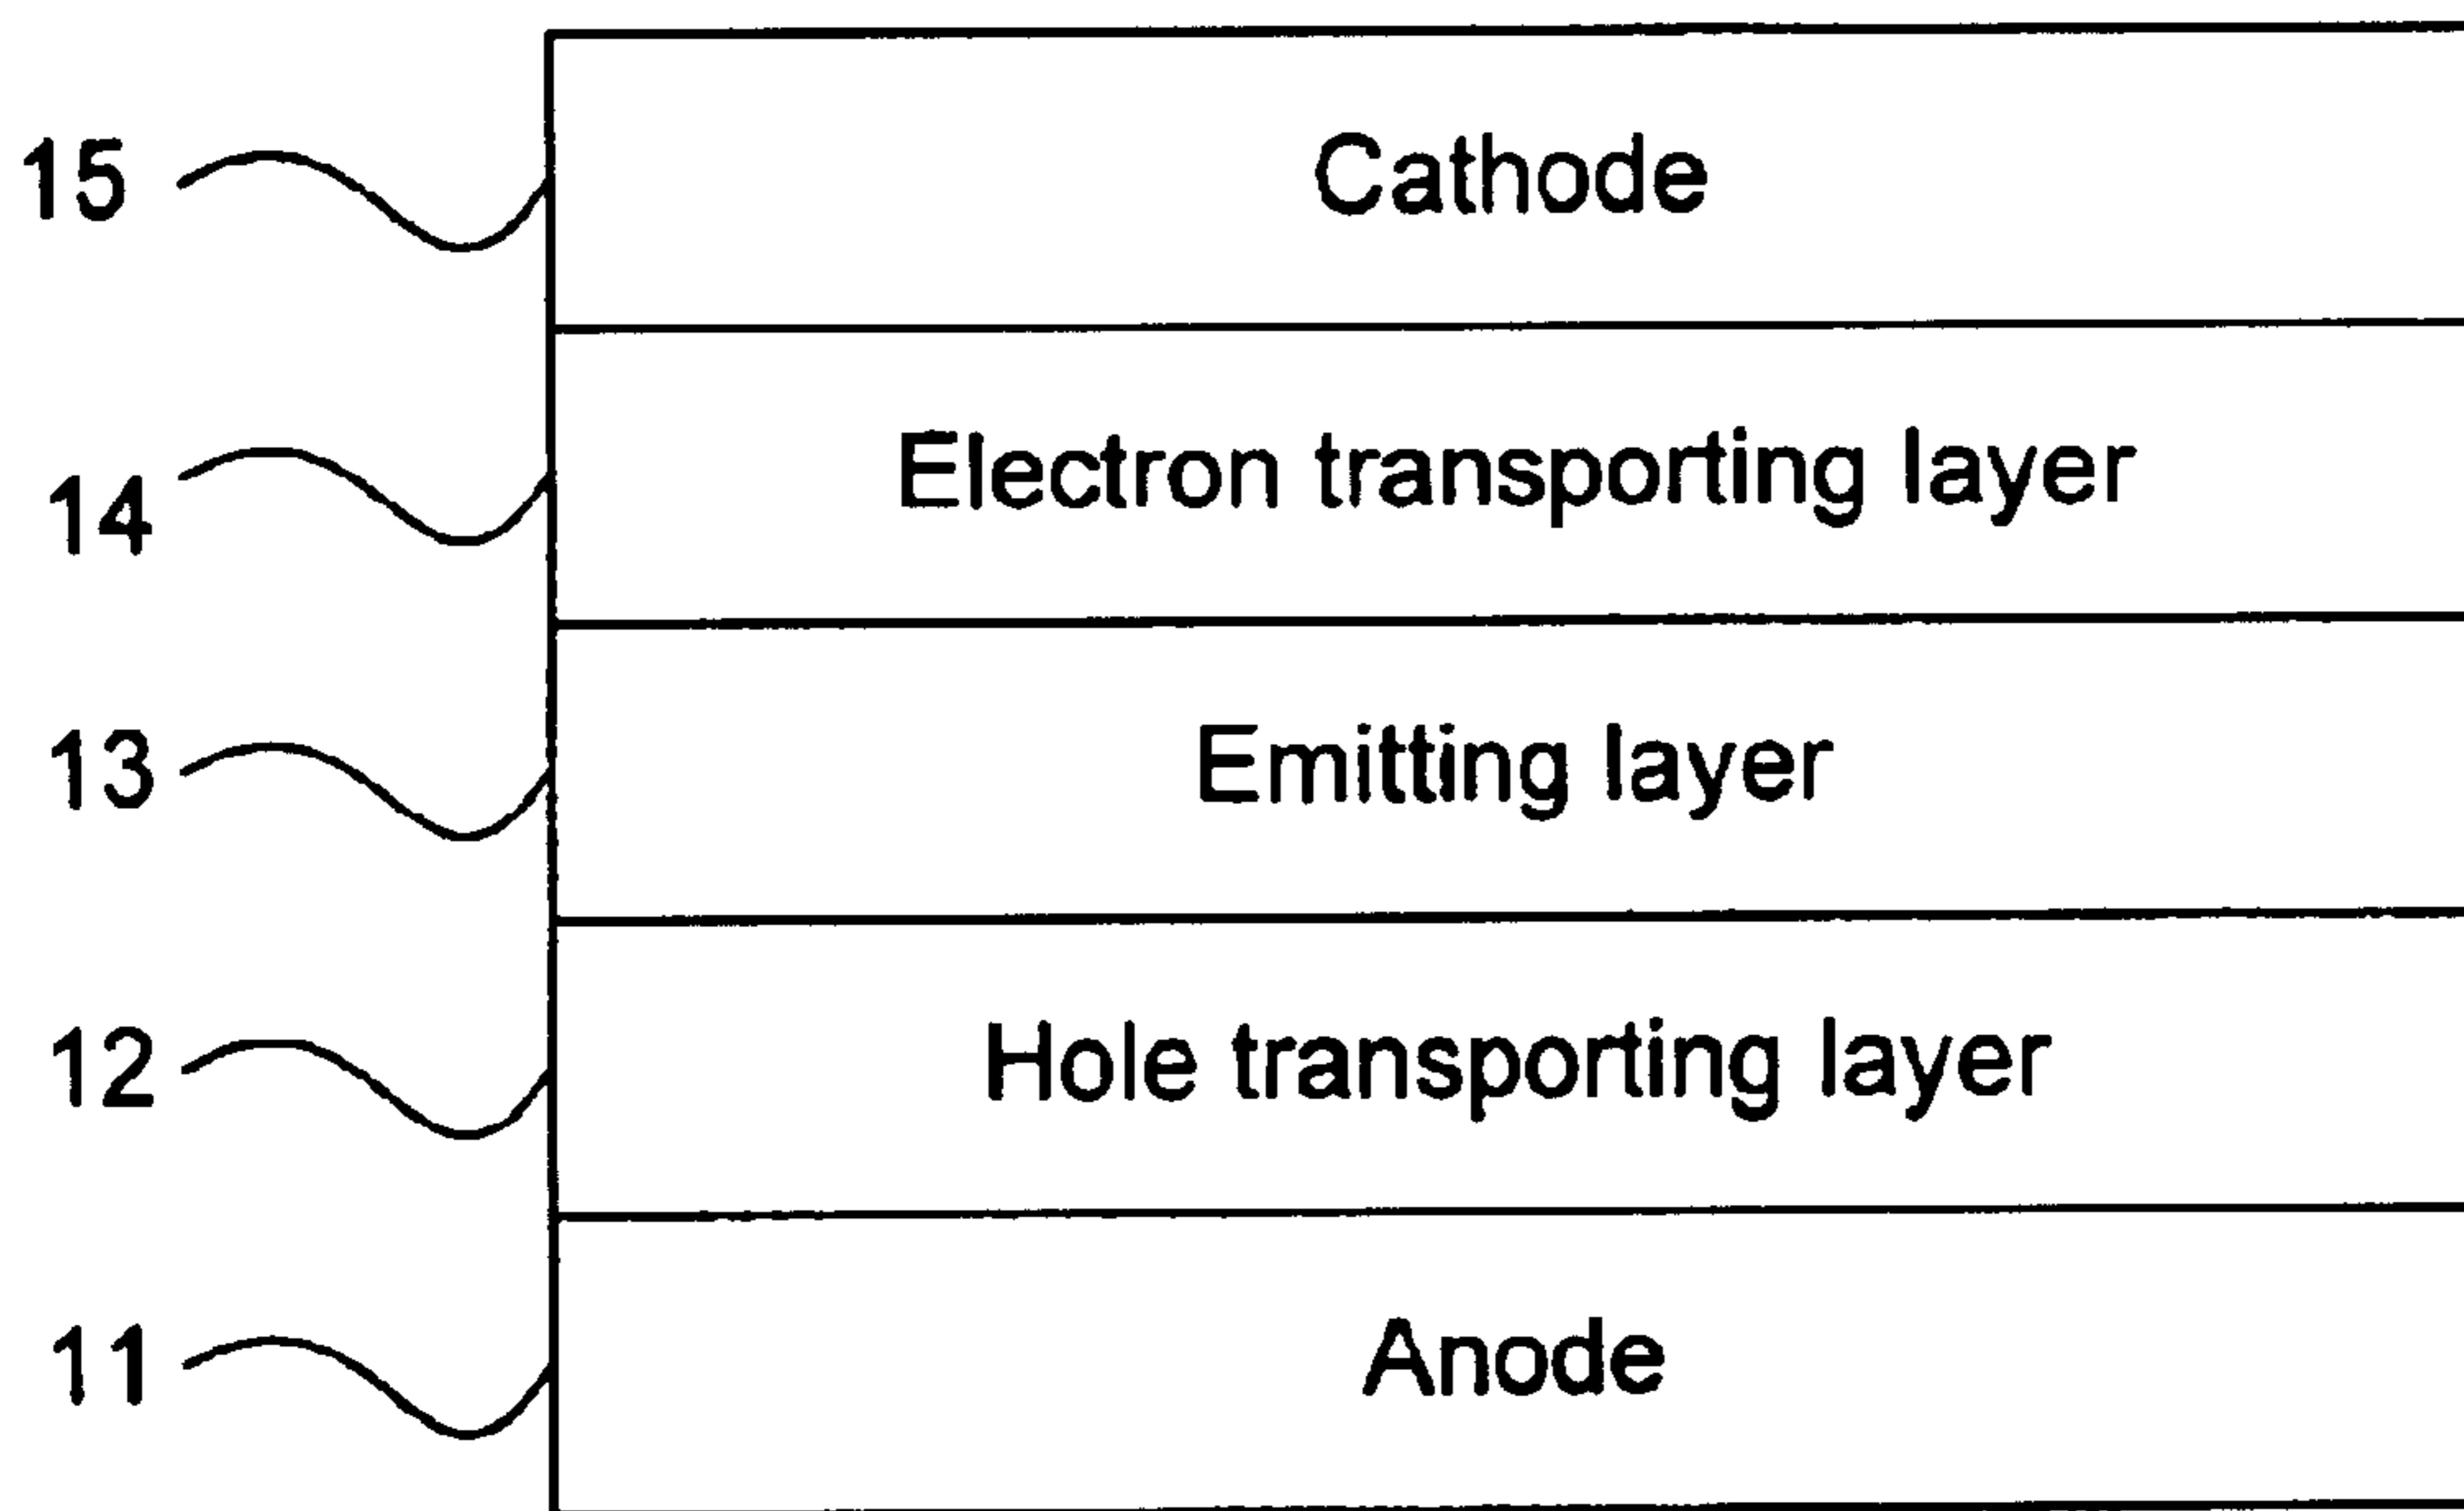 15 Cathode
14 Electron transporting layer
13 Emitting layer
12 Hole transporting layer
11 Anode